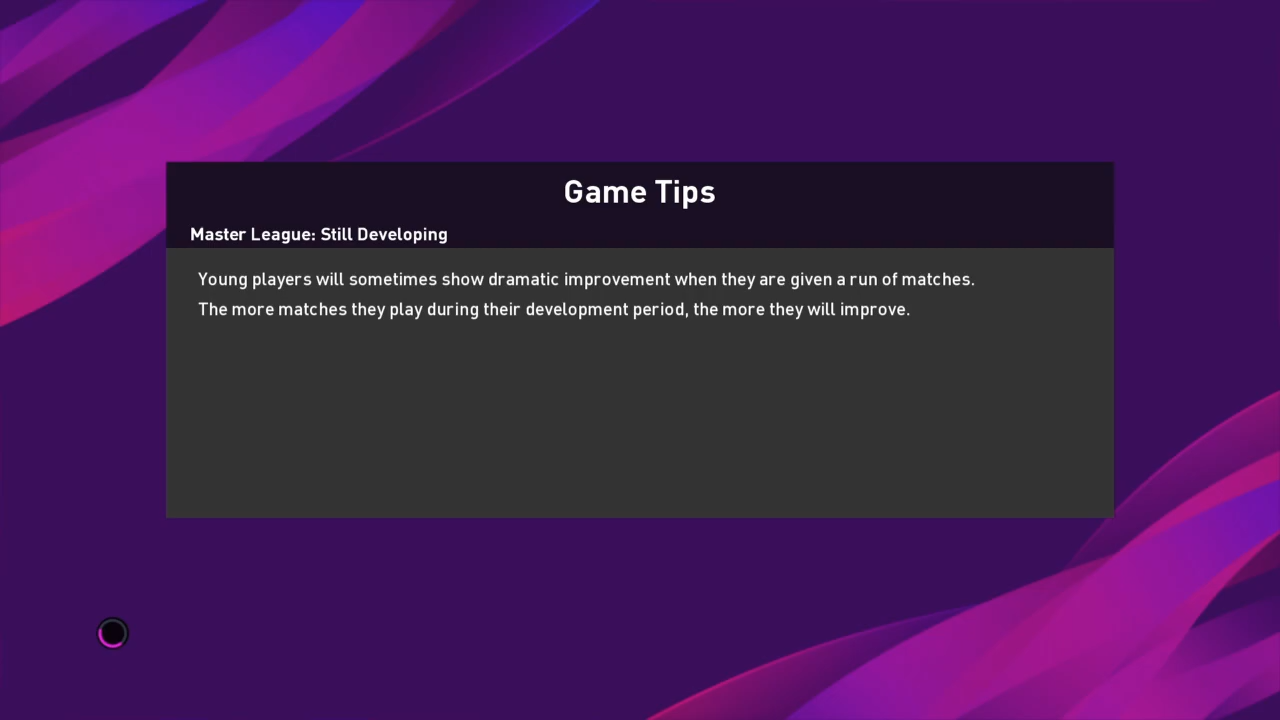 Game Tips
Master League: Still Developing
Young players will sometimes show dramatic improvement when they are given a run of matches.
The more matches they play during their development period, the more they will improve.